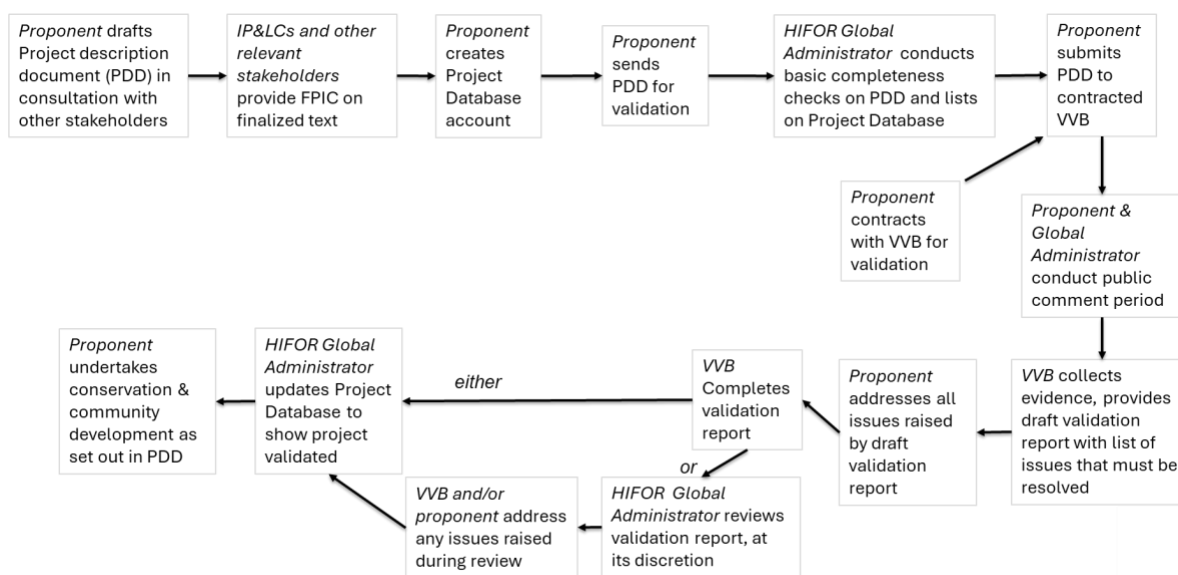 Proponent drafts
Project description
document (PDD) in
consultation with
other stakeholders
IP&LCs and other
relevant
stakeholders
provide FPIC on
finalized text
Proponent
creates
Project
Database
account
Proponent
sends
PDD for
validation
HIFOR Global
Administrator conducts
basic completeness
checks on PDD and lists
on Project Database
Proponent
submits
PDD to
contracted
VVB
Proponent
contracts
with VVB for
validation
Proponent &
Global
Administrator
conduct public
comment period
VVB collects
evidence, provides
draft validation
report with list of
issues that must be
resolved
Proponent
addresses all
issues raised
by draft
validation
report
VVB
Completes
validation
report
either
or
HIFOR Global
Administrator reviews
validation report, at
its discretion
VVB and/or
proponent address
any issues raised
during review
HIFOR Global
Administrator
updates Project
Database to
show project
validated
Proponent
undertakes
conservation &
community
development as
set out in PDD